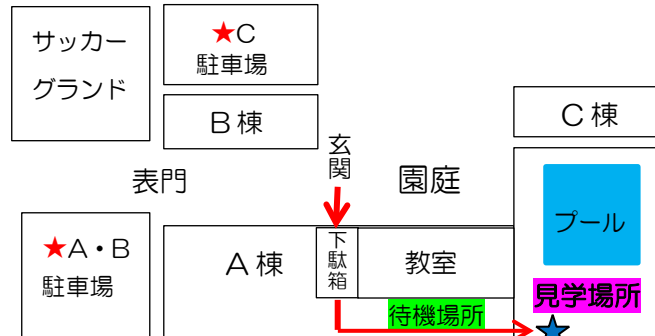 サッカー
グランド
★C
駐車場
B棟
C棟
玄関
表門
園庭
プール
★A・B
駐車場
A棟
下駄箱
教室
見学場所
待機場所